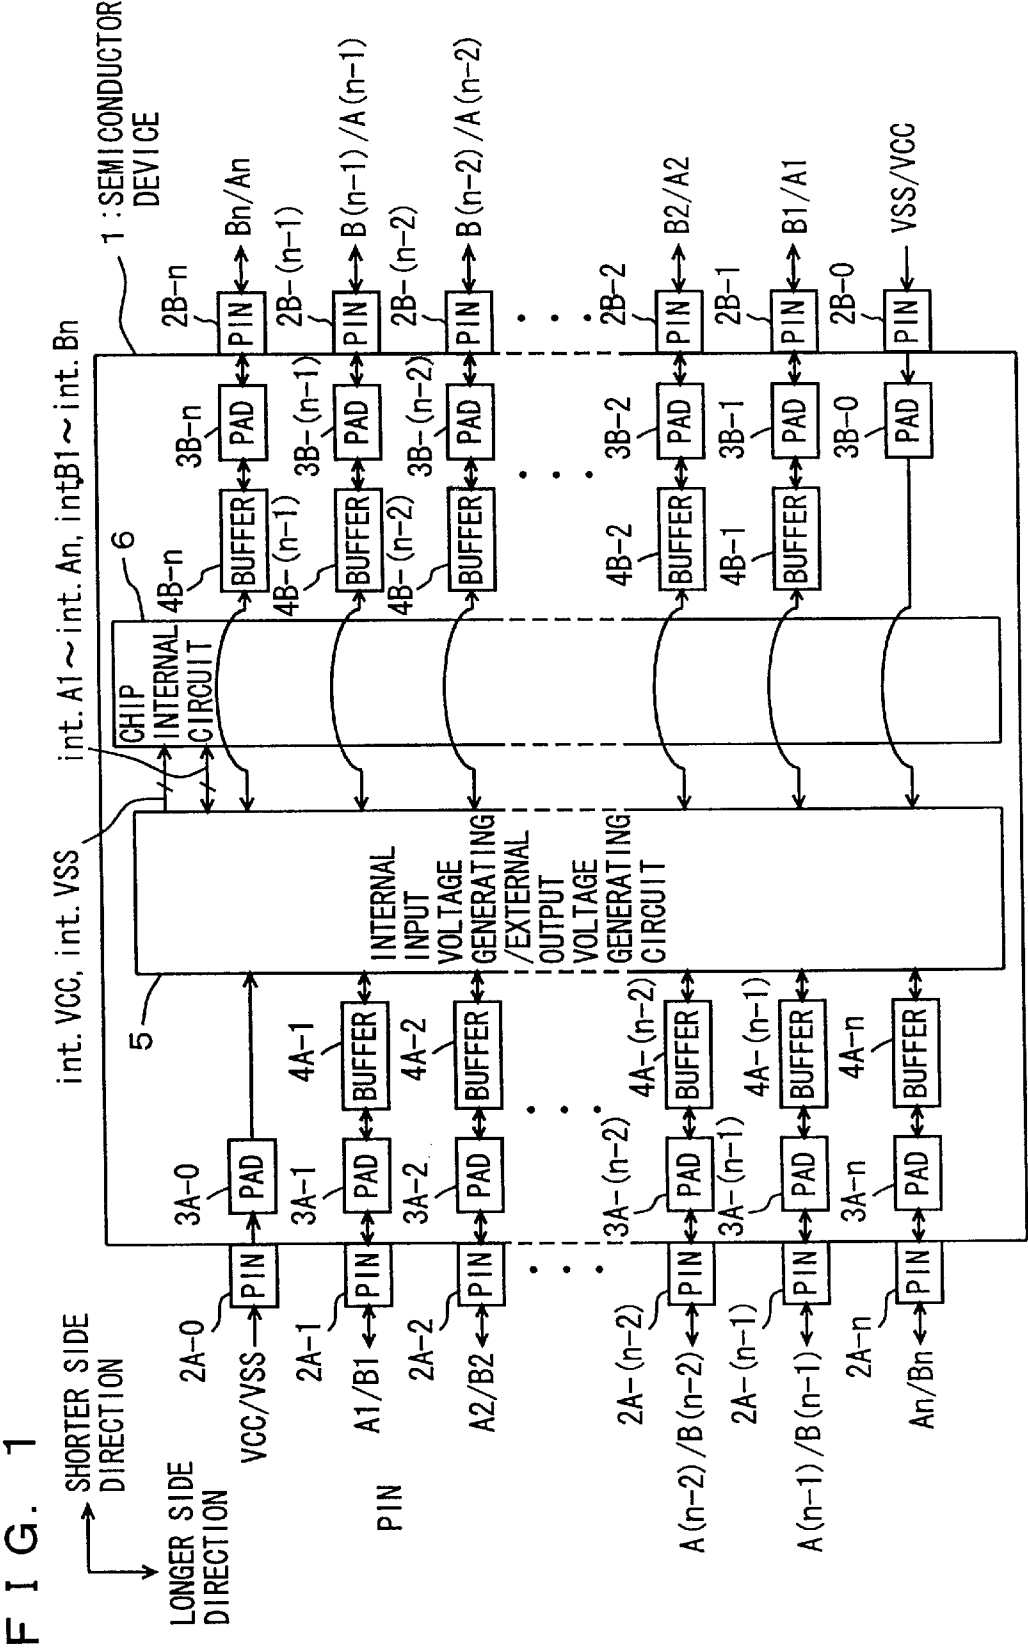 FIG. 1
SHORTER SIDE
DIRECTION
LONGER SIDE
DIRECTION
PIN
1:SEMICONDUCTOR
DEVICE
int. VCC, int. VSS
int. A1~int. An, int.B1~int. Bn
5
6
CHIP
INTERNAL
CIRCUIT
INTERNAL
INPUT
VOLTAGE
GENERATING
/EXTERNAL
OUTPUT
VOLTAGE
GENERATING
CIRCUIT
VCC/VSS
2A-0
PIN
3A-0
PAD
4B-n
BUFFER
3B-n
PAD
2B-n
PIN
Bn/An
A1/B1
2A-1
PIN
3A-1
PAD
4A-1
BUFFER
4B-(n-1)
BUFFER
3B-(n-1)
PAD
2B-(n-1)
PIN
B(n-1)/A(n-1)
A2/B2
2A-2
PIN
3A-2
PAD
4A-2
BUFFER
4B-(n-2)
BUFFER
3B-(n-2)
PAD
2B-(n-2)
PIN
B(n-2)/A(n-2)
A(n-2)/B(n-2)
2A-(n-2)
PIN
3A-(n-2)
PAD
4A-(n-2)
BUFFER
4B-2
BUFFER
3B-2
PAD
2B-2
PIN
B2/A2
A(n-1)/B(n-1)
2A-(n-1)
PIN
3A-(n-1)
PAD
4A-(n-1)
BUFFER
4B-1
BUFFER
3B-1
PAD
2B-1
PIN
B1/A1
An/Bn
2A-n
PIN
3A-n
PAD
4A-n
BUFFER
3B-0
PAD
2B-0
PIN
VSS/VCC